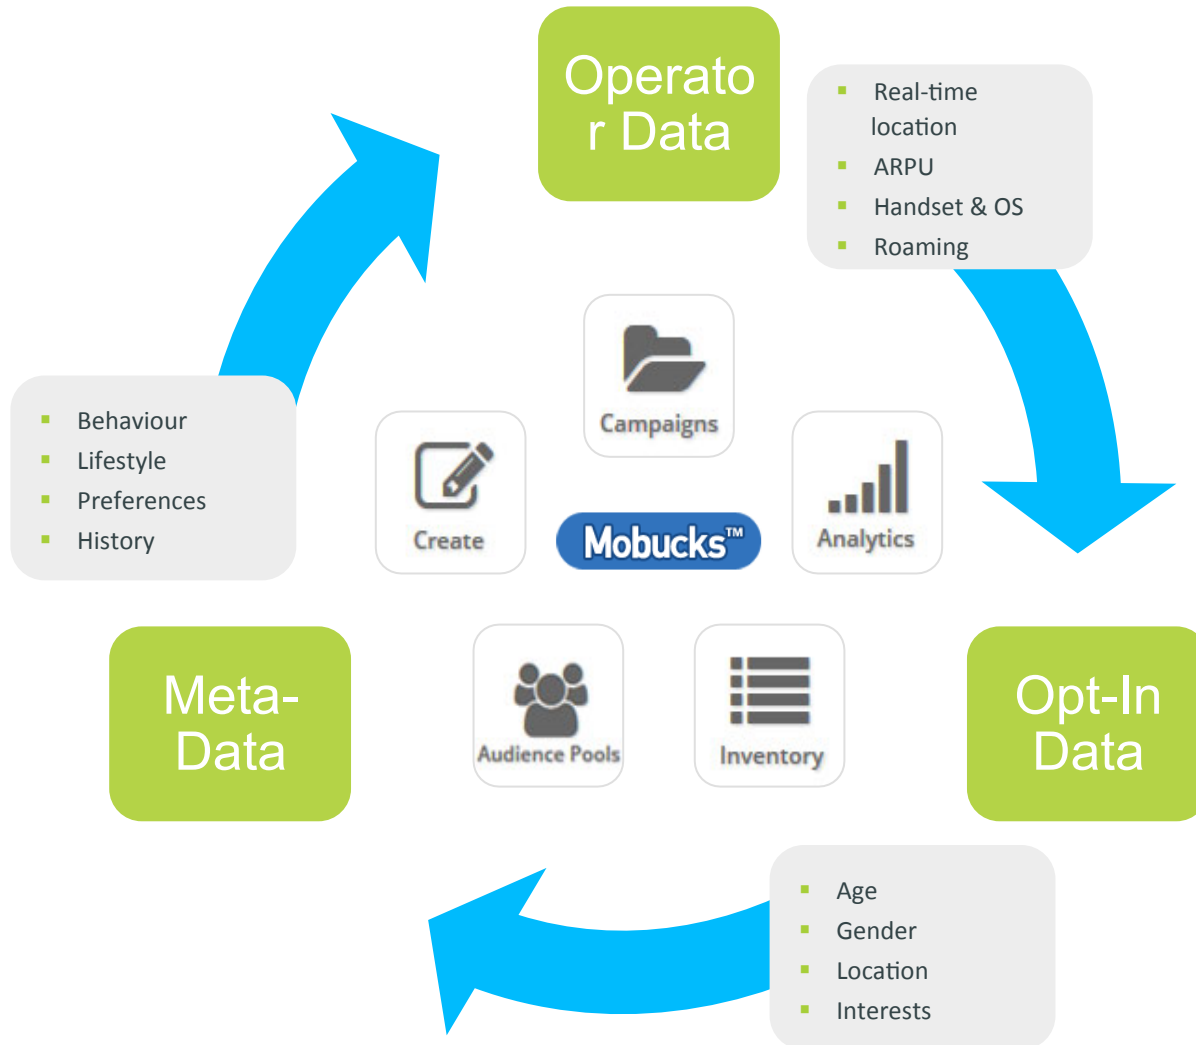 Operato
r Data
Real-time
location
ARPU
Handset & OS
Roaming
Campaigns
Behaviour
Lifestyle
Preferences
History
Create
Mobucks™
Analytics
Meta-
Data
Audience Pools
Inventory
Opt-In
Data
Age
Gender
Location
Interests